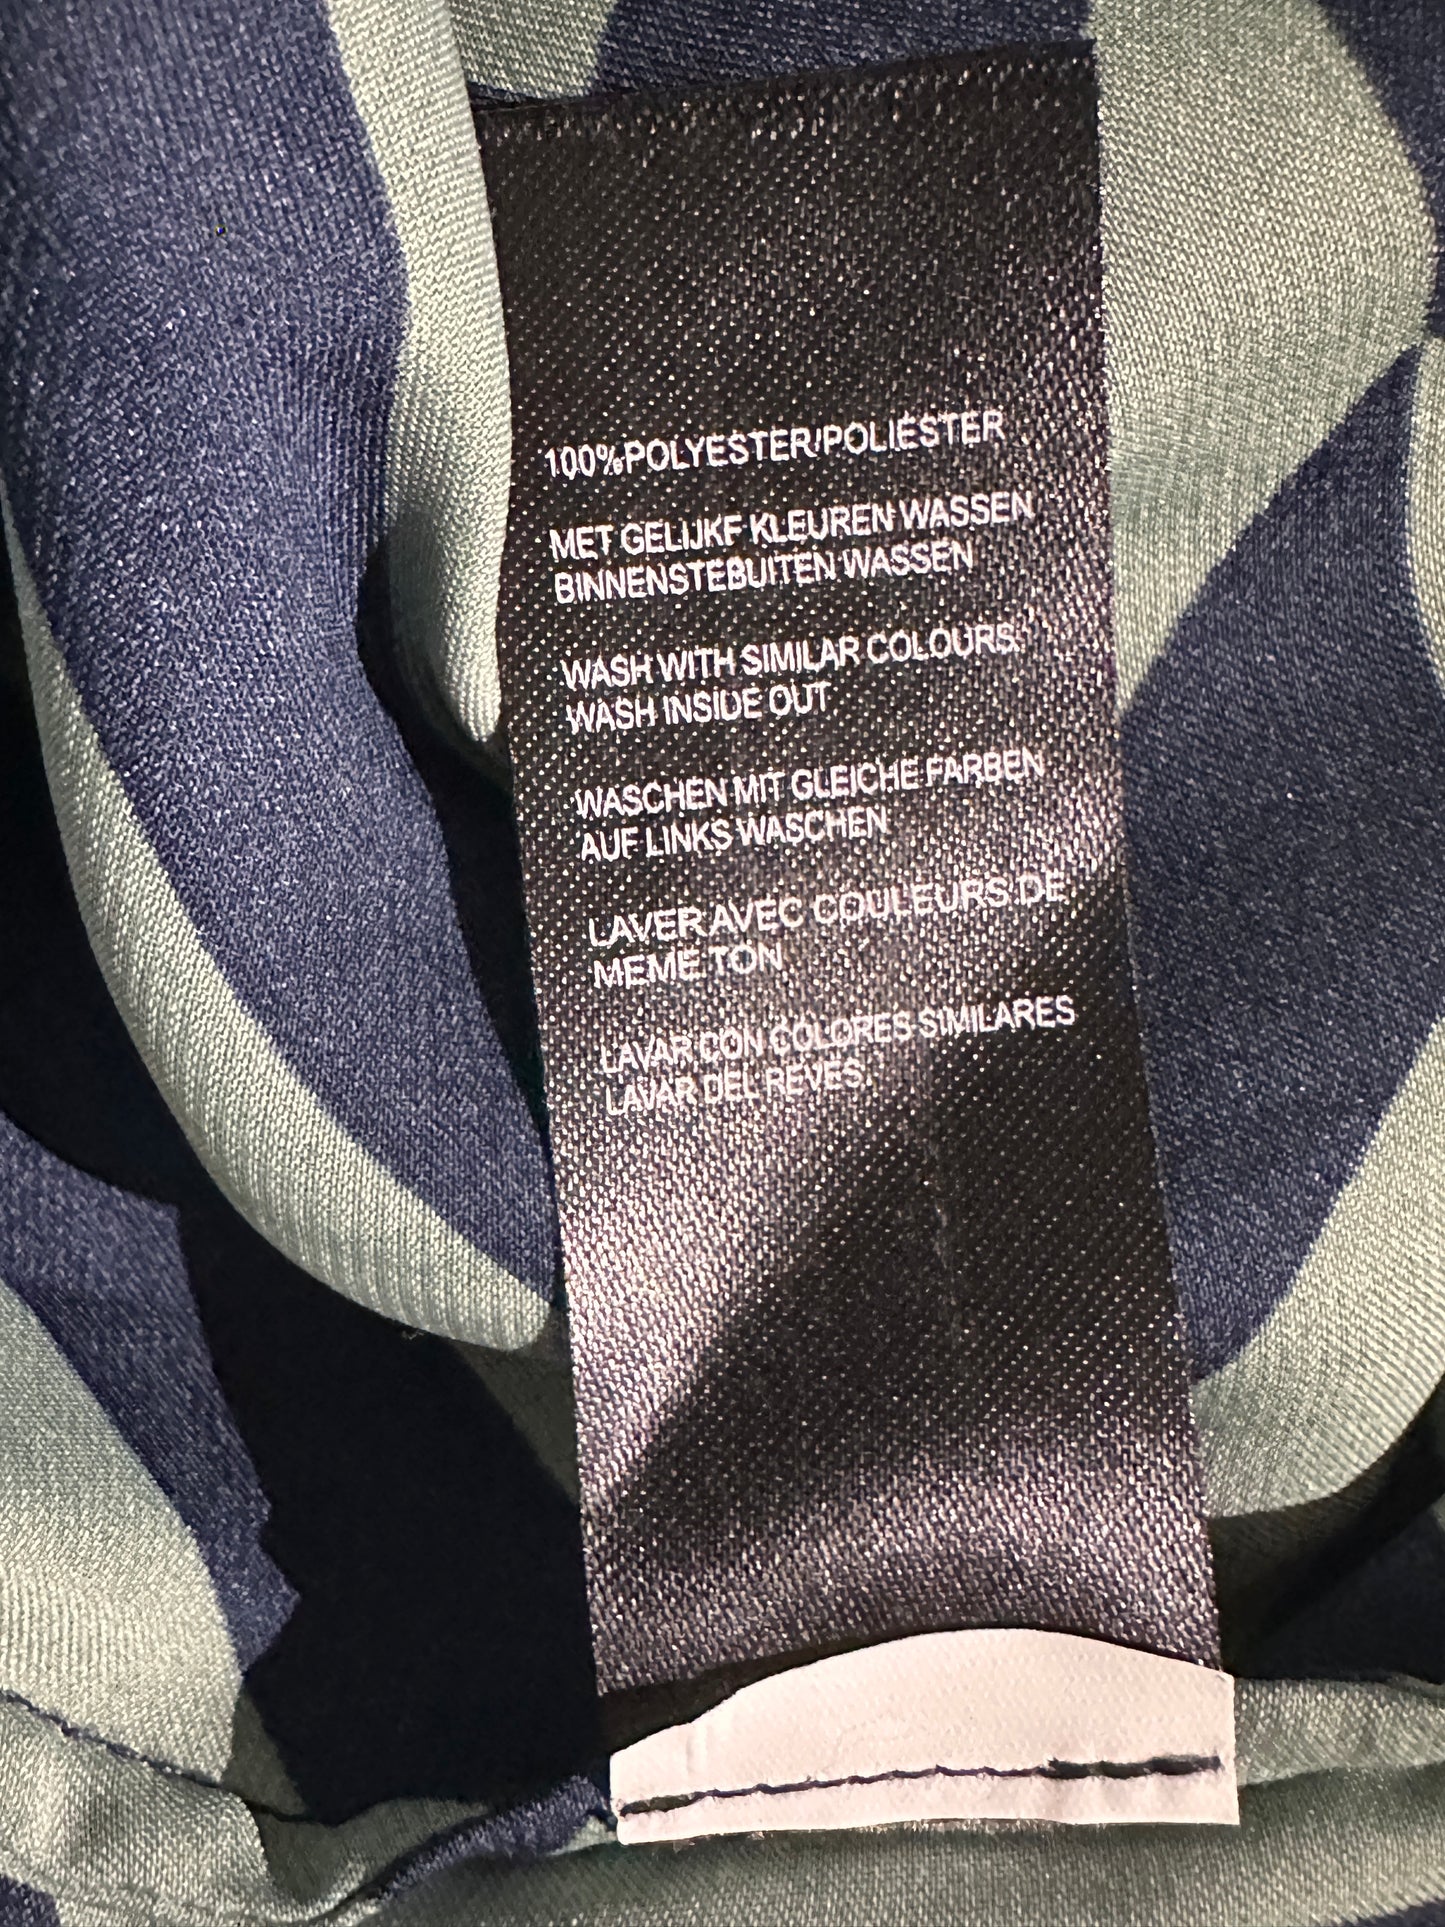 100%POLYESTER/POLIÉSTER
MET GELIJKF KLEUREN WASSEN
BINNENSTEBUITEN WASSEN
WASH WITH SIMILAR COLOURS.
WASH INSIDE OUT
WASCHEN MIT GLEICHE FARBEN
AUF LINKS WASCHEN
LAVER AVEC COULEURS DE
MEME TON
LAVAR CON COLORES SIMILARES
LAVAR DEL REVES.